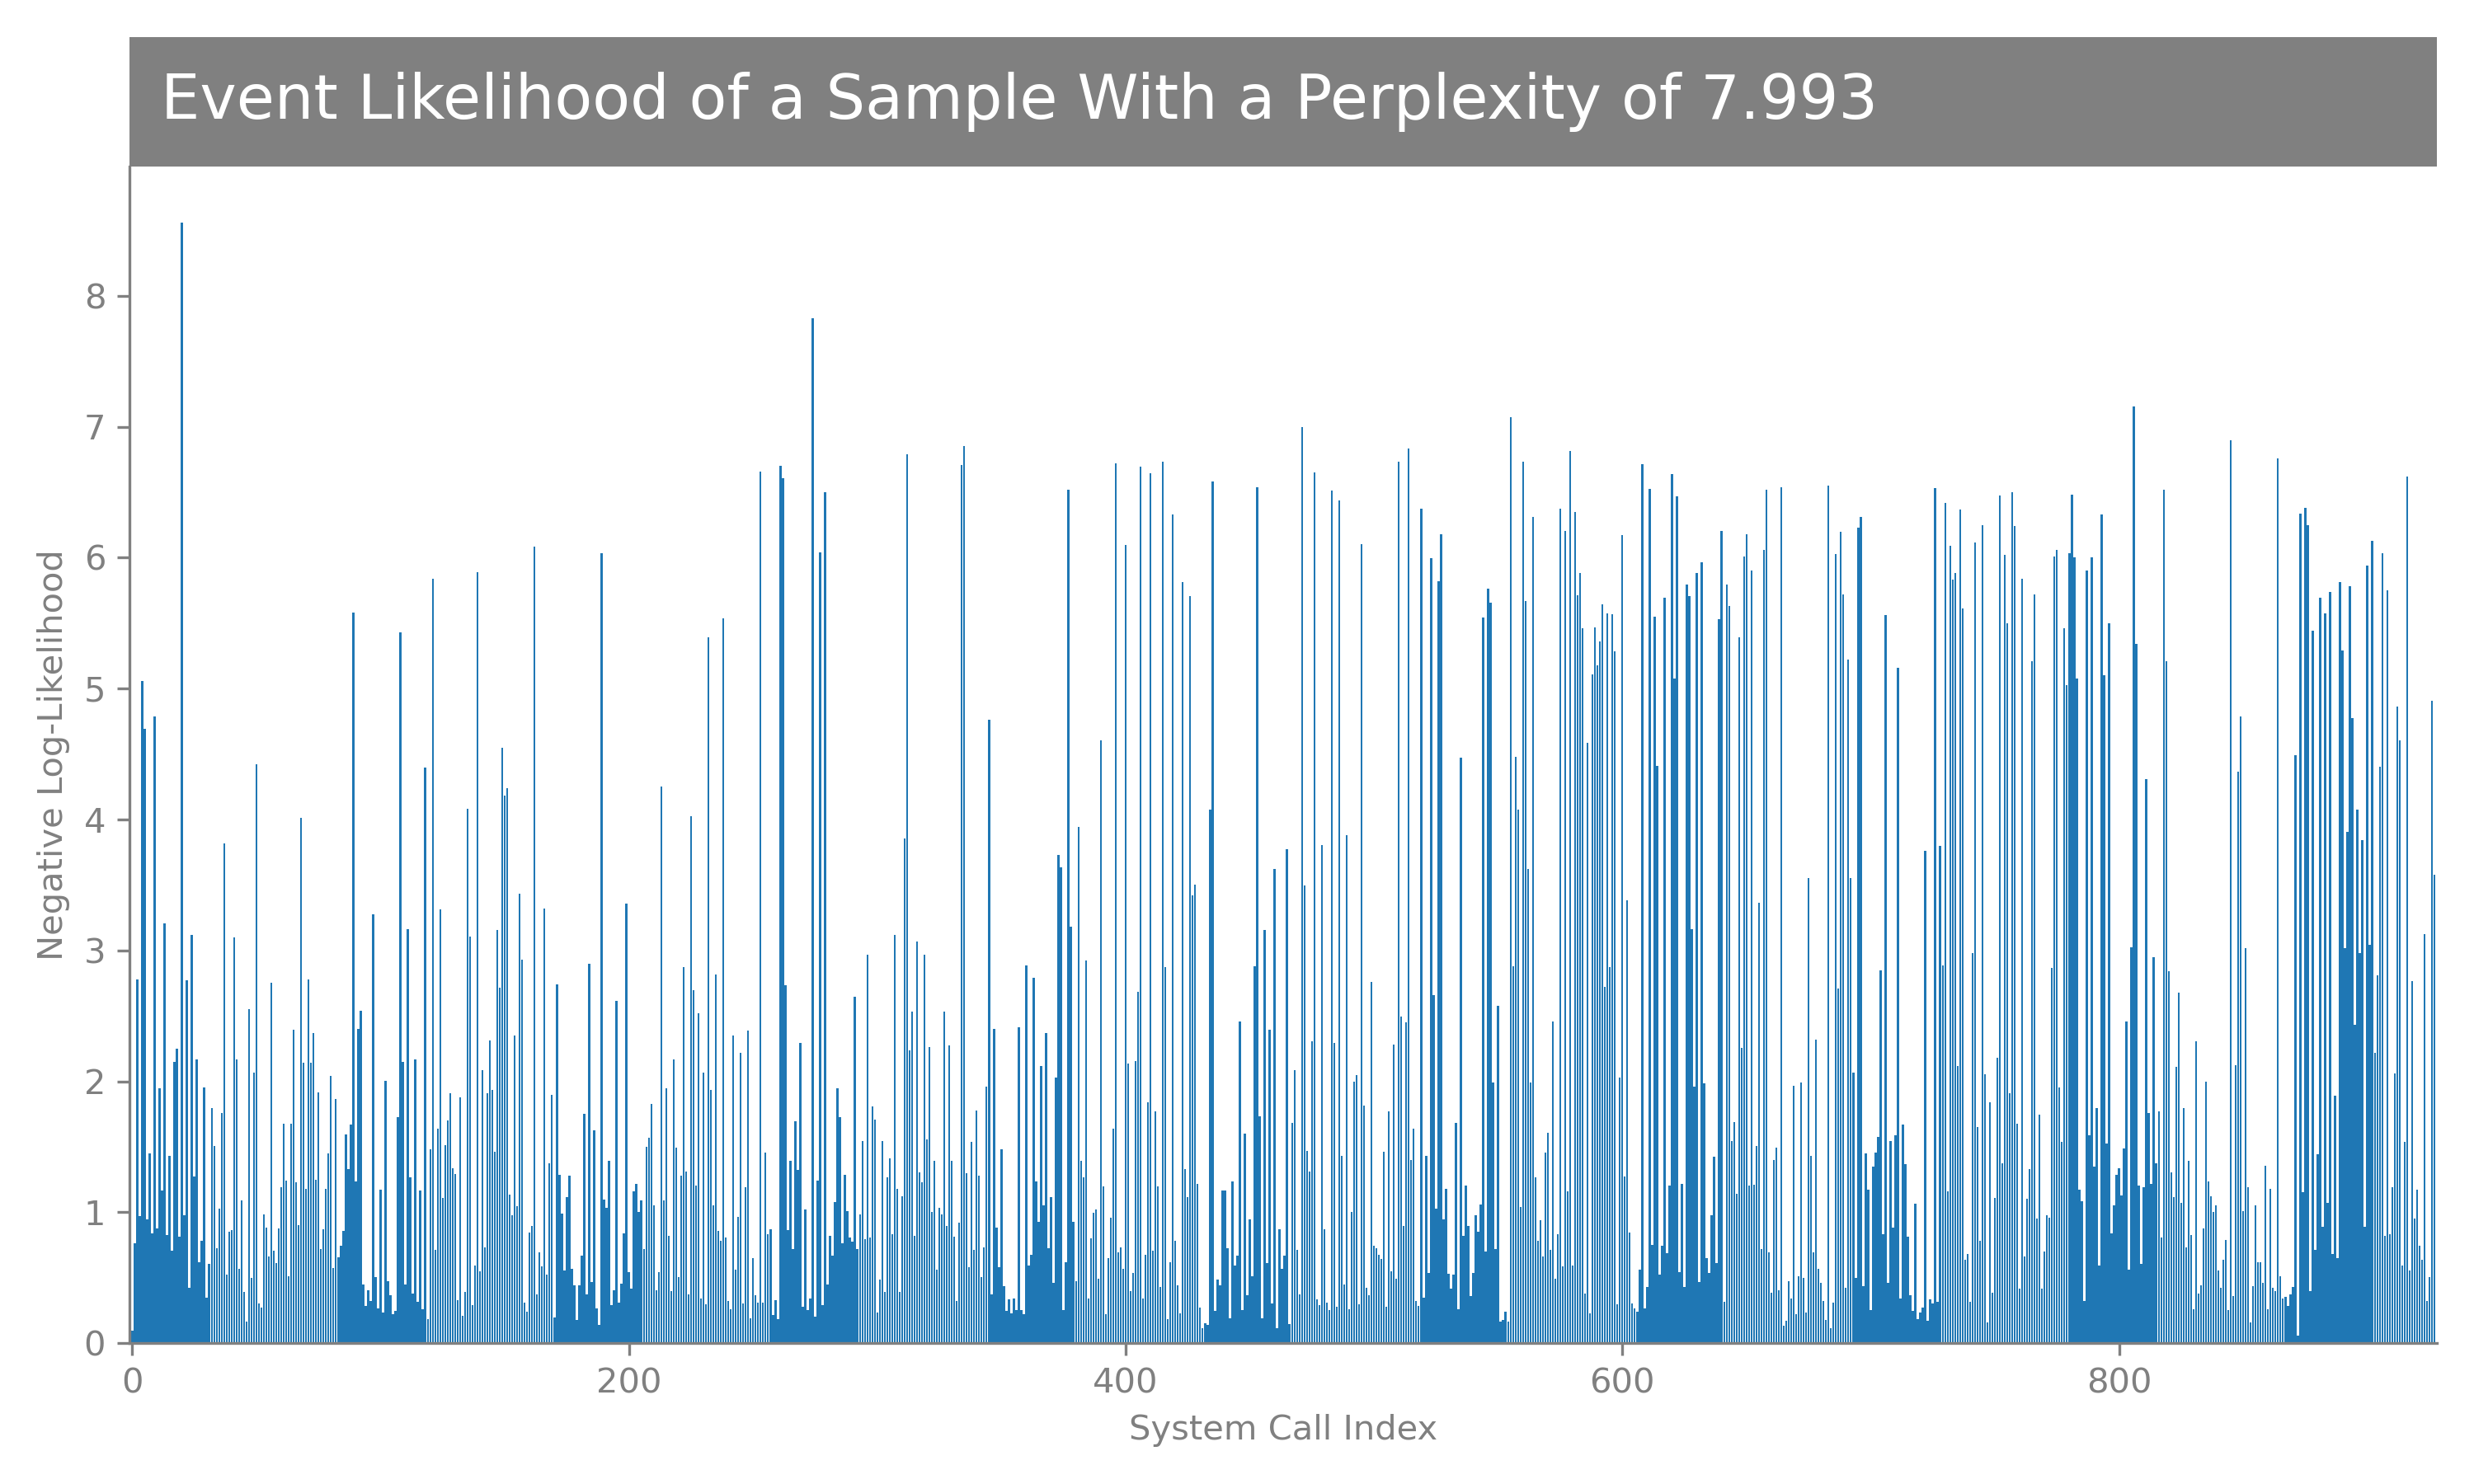 Event Likelihood of a Sample With a Perplexity of 7.993
Negative Log-Likelihood
8
7
6
5
4
3
2
1
0
0 200 400 600 800
System Call Index